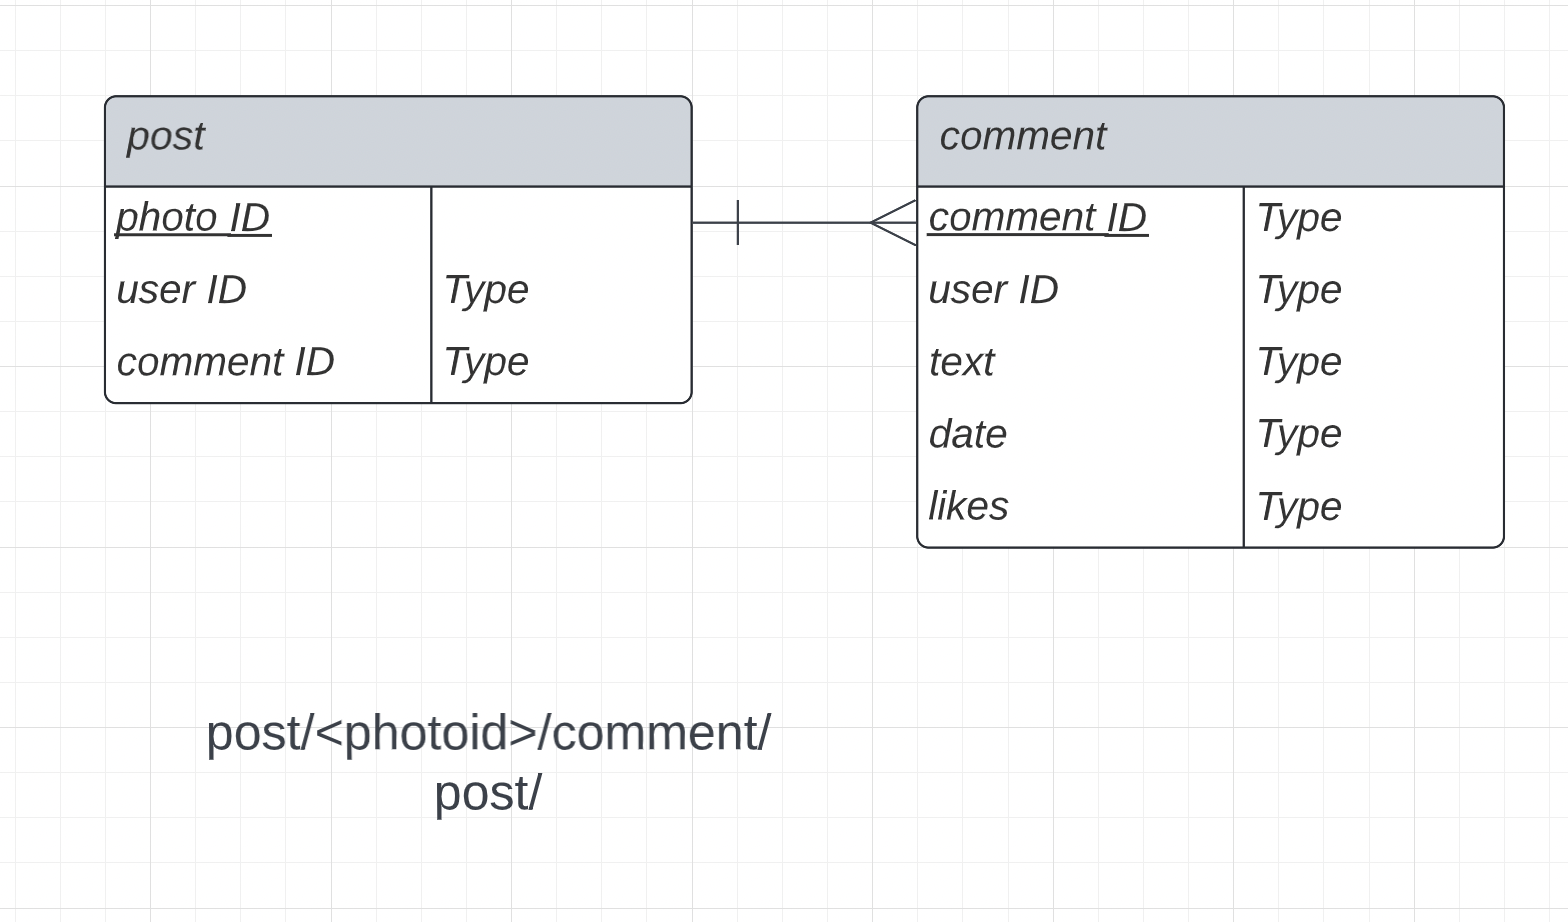 post
photo ID
user ID Type
comment ID Type
comment
comment ID Type
user ID Type
text Type
date Type
likes Type
post/<photoid>/comment/
post/